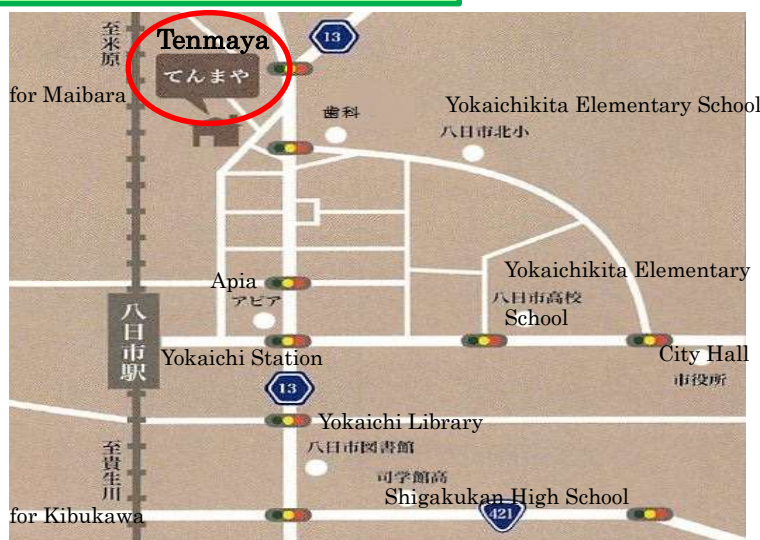 至米原
Tenmaya
てんまや
13
for Maibara
歯科
Yokaichikita Elementary School
八日市北小
Apia
アピア
Yokaichikita Elementary
八日市高校
School
八日市駅
Yokaichi Station
City Hall
市役所
13
Yokaichi Library
八日市図書館
至貴生川
司学館高
Shigakukan High School
for Kibukawa
421